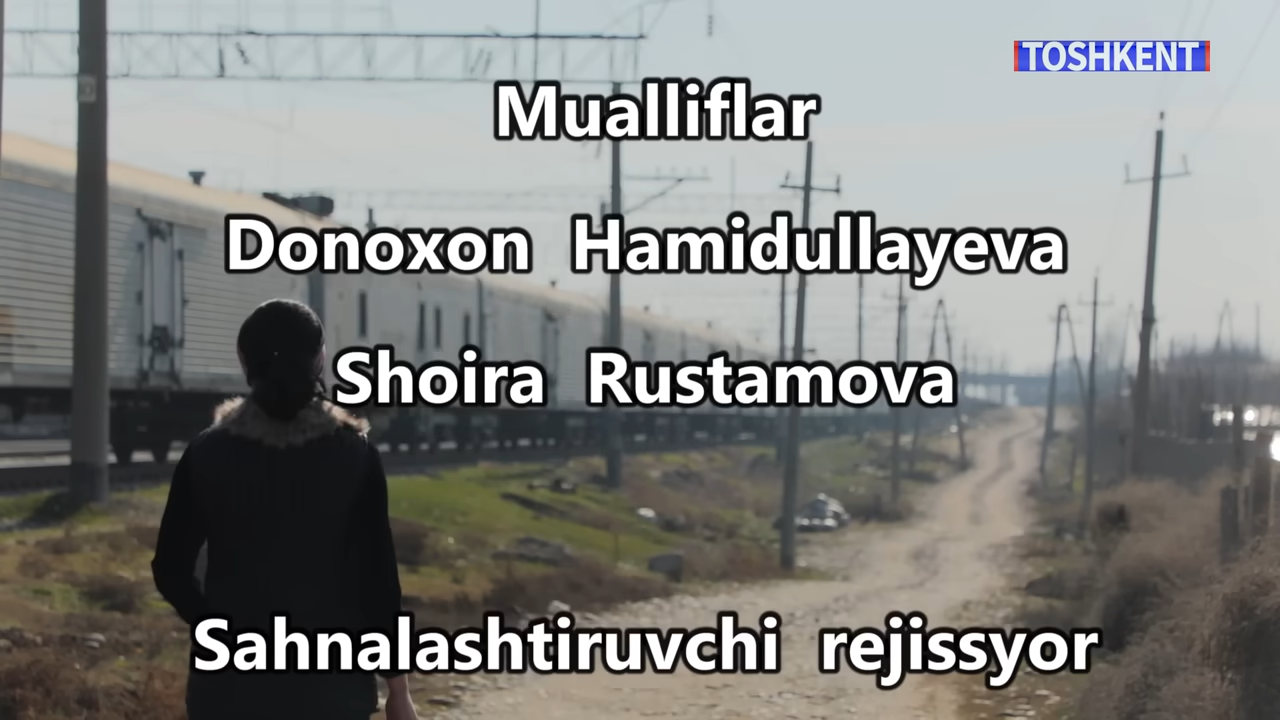 TOSHKENT
Mualliflar
Donoxon Hamidullayeva
Shoira Rustamova
Sahnalashtiruvchi rejissyor